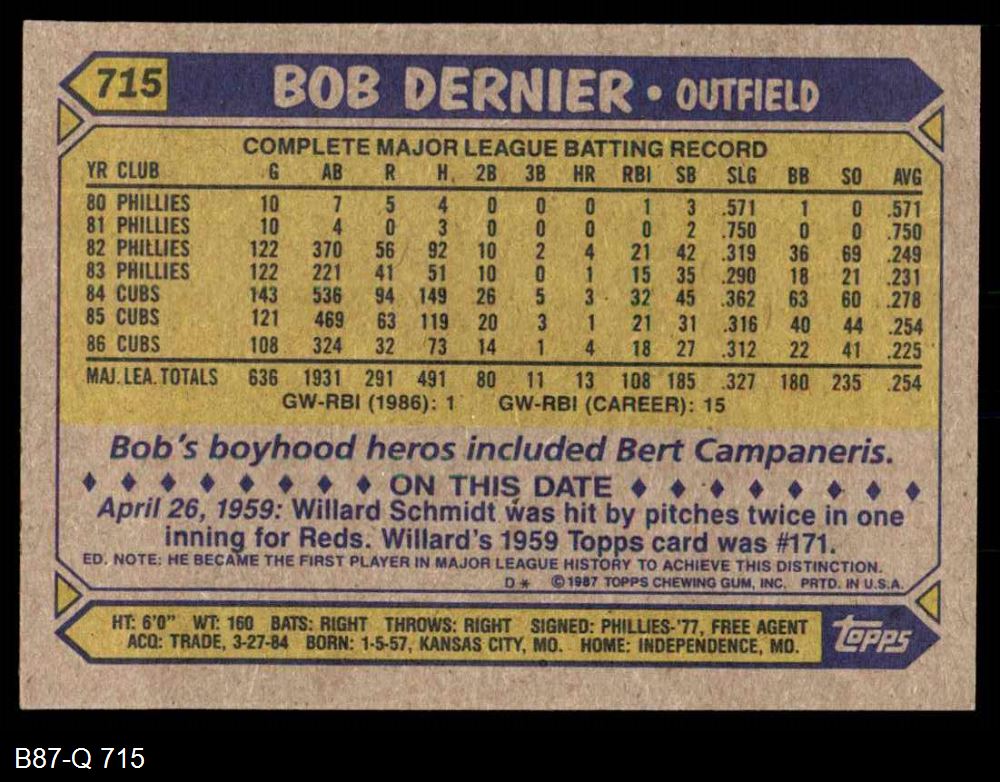 715 BOB DERNIER • OUTFIELD
COMPLETE MAJOR LEAGUE BATTING RECORD
YR CLUB G AB R H. 2B 3B HR RBI SB SLG BB SO AVG
80 PHILLIES 10 7 5 4 0 0 0 1 3 .571 1 0 .571
81 PHILLIES 10 4 0 3 0 0 0 0 2 .750 0 0 .750
82 PHILLIES 122 370 56 92 10 2 4 21 42 .319 36 69 .249
83 PHILLIES 122 221 41 51 10 0 1 15 35 .290 18 21 .231
84 CUBS 143 536 94 149 26 5 3 32 45 .362 63 60 .278
85 CUBS 121 469 63 119 20 3 1 21 31 .316 40 44 .254
86 CUBS 108 324 32 73 14 1 4 18 27 .312 22 41 .225
MAJ. LEA. TOTALS 636 1931 291 491 80 11 13 108 185 .327 180 235 .254
GW-RBI (1986): 1 GW-RBI (CAREER): 15
Bob's boyhood heros included Bert Campaneris.
♦ ♦ ♦ ♦ ♦ ♦ ♦ ♦ ON THIS DATE ♦ ♦ ♦ ♦ ♦ ♦ ♦ ♦
April 26, 1959: Willard Schmidt was hit by pitches twice in one
inning for Reds. Willard's 1959 Topps card was #171.
ED. NOTE: HE BECAME THE FIRST PLAYER IN MAJOR LEAGUE HISTORY TO ACHIEVE THIS DISTINCTION.
D* ©1987 TOPPS CHEWING GUM, INC. PRTD. IN U.S.A.
HT: 6'0" WT: 160 BATS: RIGHT THROWS: RIGHT SIGNED: PHILLIES-'77, FREE AGENT
ACQ: TRADE, 3-27-84 BORN: 1-5-57, KANSAS CITY, MO. HOME: INDEPENDENCE, MO.
topps
B87-Q 715